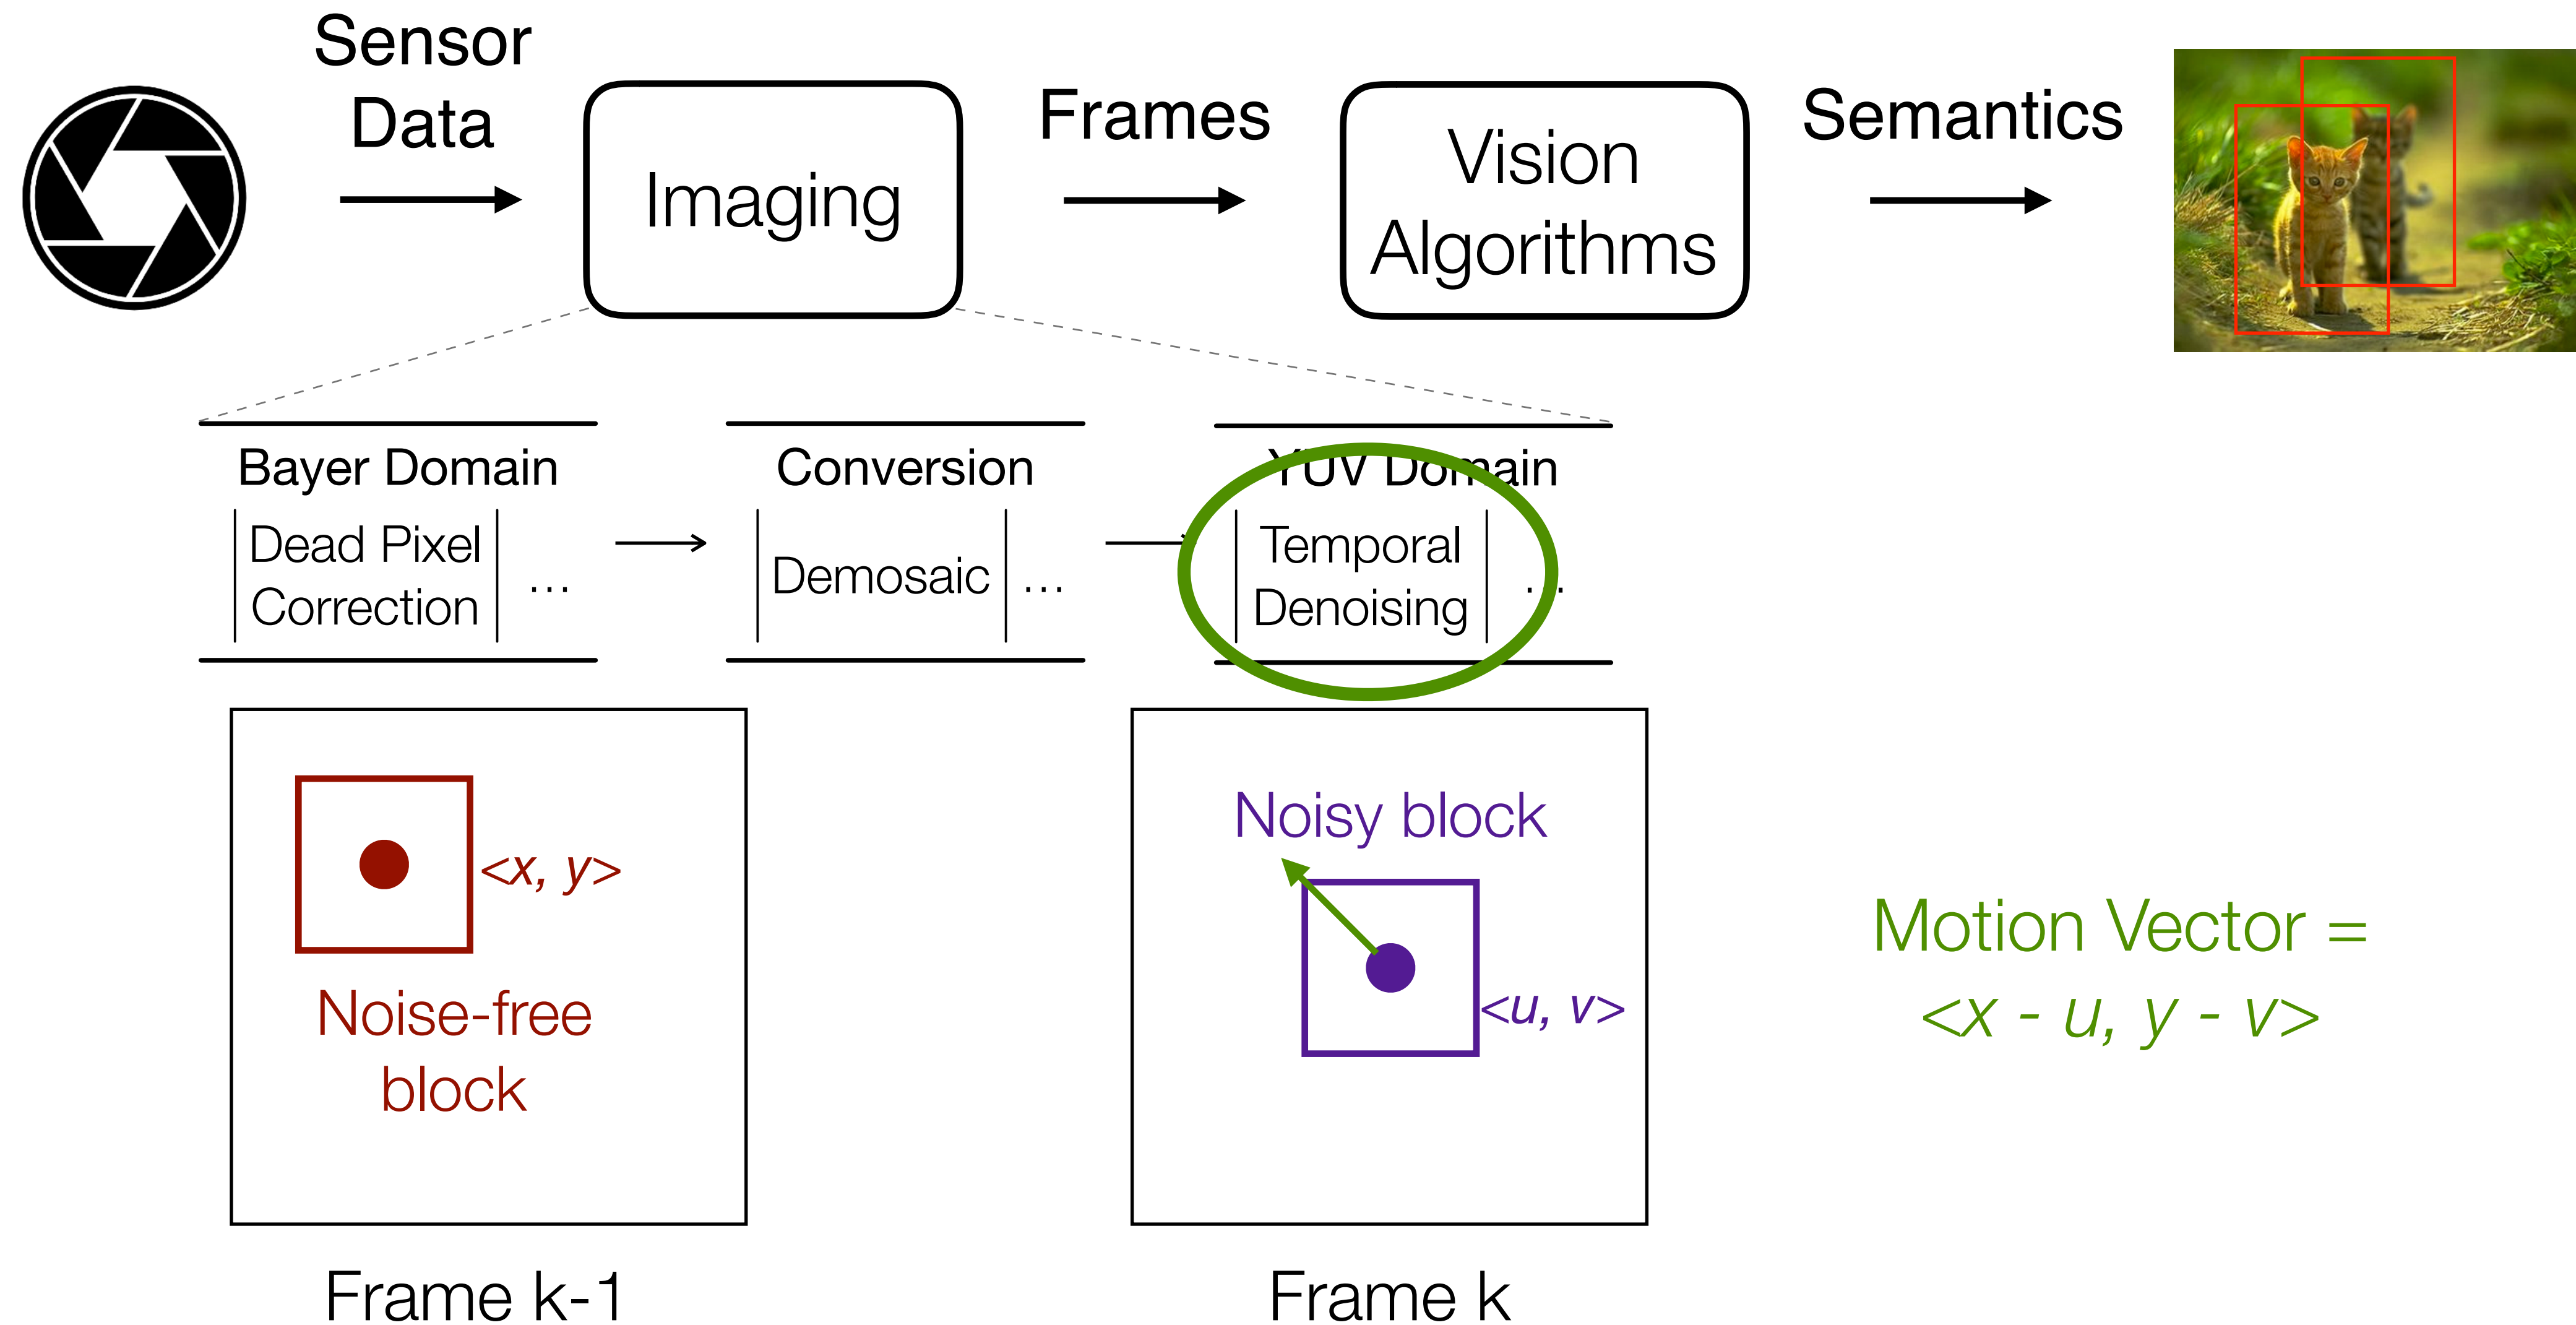 Sensor
Data
Imaging
Frames
Vision
Algorithms
Semantics
Bayer Domain
Dead Pixel
Correction
...
Conversion
Demosaic
...
YUV Domain
Temporal
Denoising
...
<x, y>
Noise-free
block
Frame k-1
Noisy block
<u, v>
Frame k
Motion Vector =
<x - u, y - v>